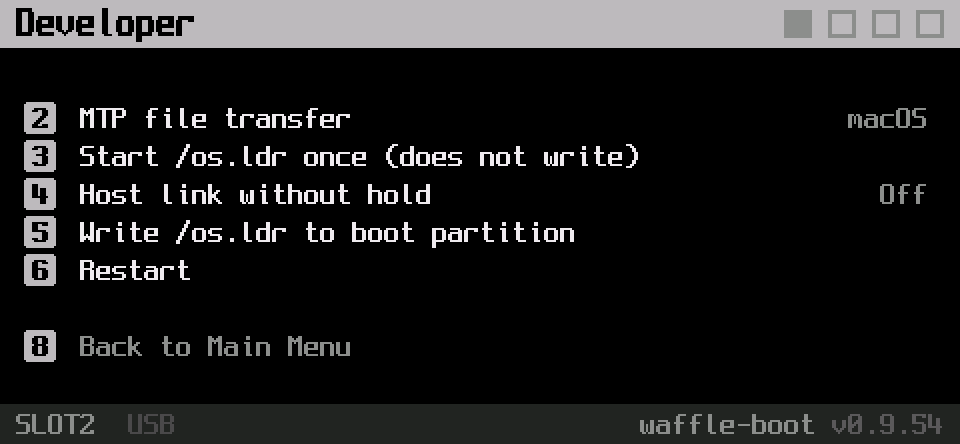 Developer
2 MTP file transfer macOS
3 Start /os.ldr once (does not write)
4 Host link without hold Off
5 Write /os.ldr to boot partition
6 Restart
8 Back to Main Menu
SLOT2 USB waffle-boot v0.9.54